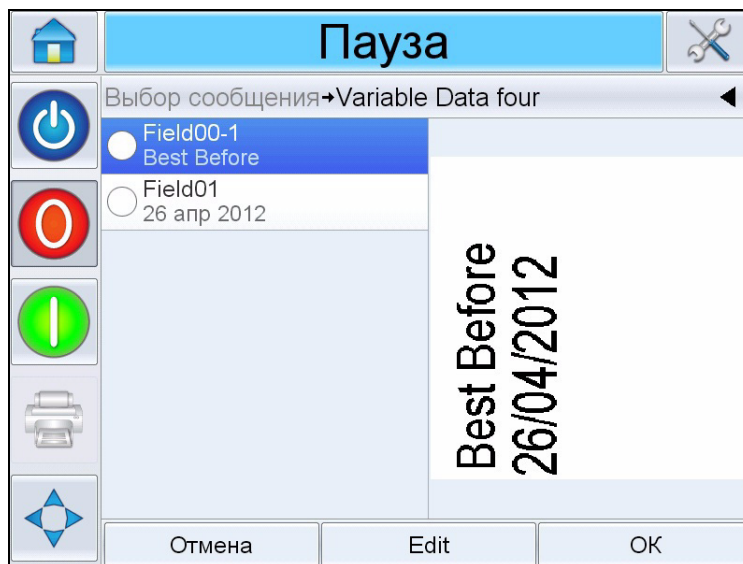 Пауза
Выбор сообщения→Variable Data four
Field00-1
Best Before
Field01
26 апр 2012
Best Before
26/04/2012
Отмена
Edit
ОК